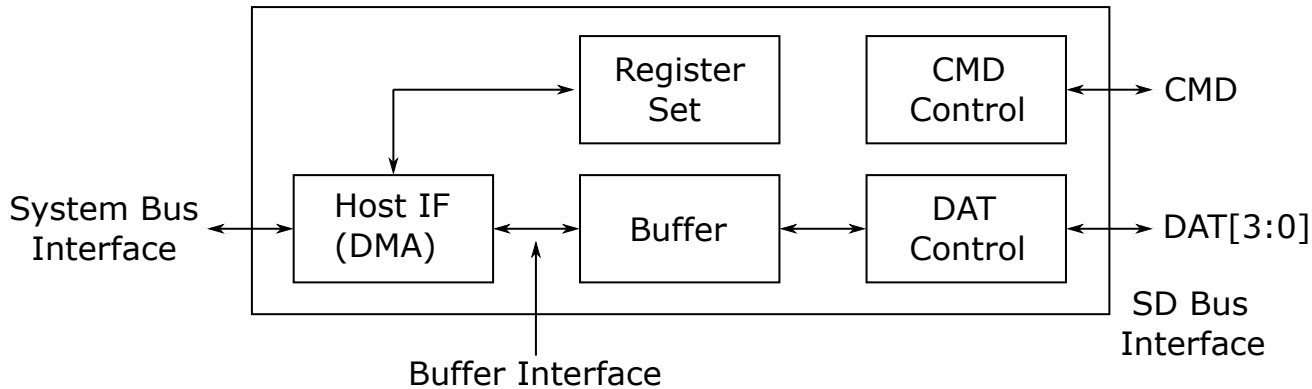 Register
Set
CMD
Control
CMD
System Bus
Interface
Host IF
(DMA)
Buffer
DAT
Control
DAT[3:0]
SD Bus
Interface
Buffer Interface